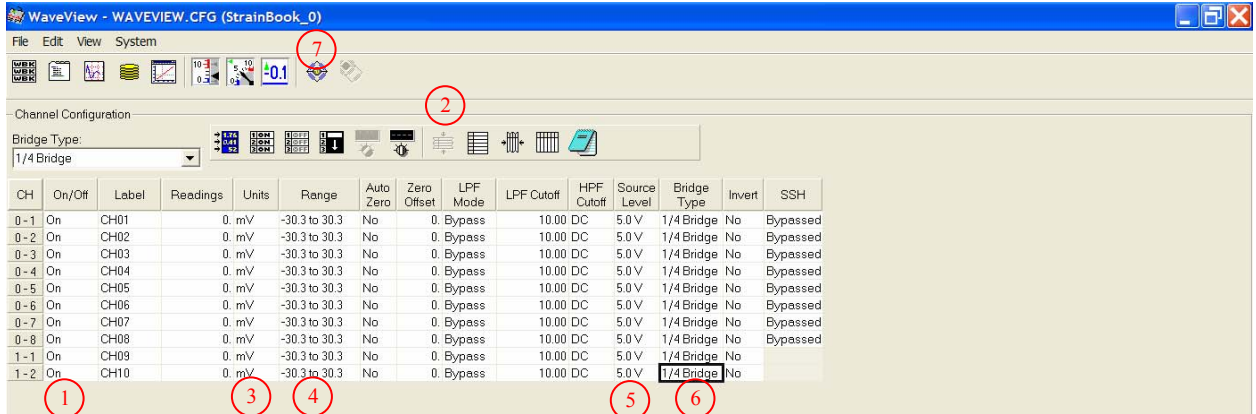 WaveView - WAVEVIEW.CFG (StrainBook_0)
File Edit View System
7
2
Channel Configuration
Bridge Type:
1/4 Bridge
CH On/Off Label Readings Units Range Auto Zero Zero Offset LPF Mode LPF Cutoff HPF Cutoff Source Level Bridge Type Invert SSH
0 - 1 On CH01 0. mV -30.3 to 30.3 No 0. Bypass 10.00 DC 5.0 V 1/4 Bridge No Bypassed
0 - 2 On CH02 0. mV -30.3 to 30.3 No 0. Bypass 10.00 DC 5.0 V 1/4 Bridge No Bypassed
0 - 3 On CH03 0. mV -30.3 to 30.3 No 0. Bypass 10.00 DC 5.0 V 1/4 Bridge No Bypassed
0 - 4 On CH04 0. mV -30.3 to 30.3 No 0. Bypass 10.00 DC 5.0 V 1/4 Bridge No Bypassed
0 - 5 On CH05 0. mV -30.3 to 30.3 No 0. Bypass 10.00 DC 5.0 V 1/4 Bridge No Bypassed
0 - 6 On CH06 0. mV -30.3 to 30.3 No 0. Bypass 10.00 DC 5.0 V 1/4 Bridge No Bypassed
0 - 7 On CH07 0. mV -30.3 to 30.3 No 0. Bypass 10.00 DC 5.0 V 1/4 Bridge No Bypassed
0 - 8 On CH08 0. mV -30.3 to 30.3 No 0. Bypass 10.00 DC 5.0 V 1/4 Bridge No Bypassed
1 - 1 On CH09 0. mV -30.3 to 30.3 No 0. Bypass 10.00 DC 5.0 V 1/4 Bridge No
1 - 2 On CH10 0. mV -30.3 to 30.3 No 0. Bypass 10.00 DC 5.0 V 1/4 Bridge No
1 3 4 5 6